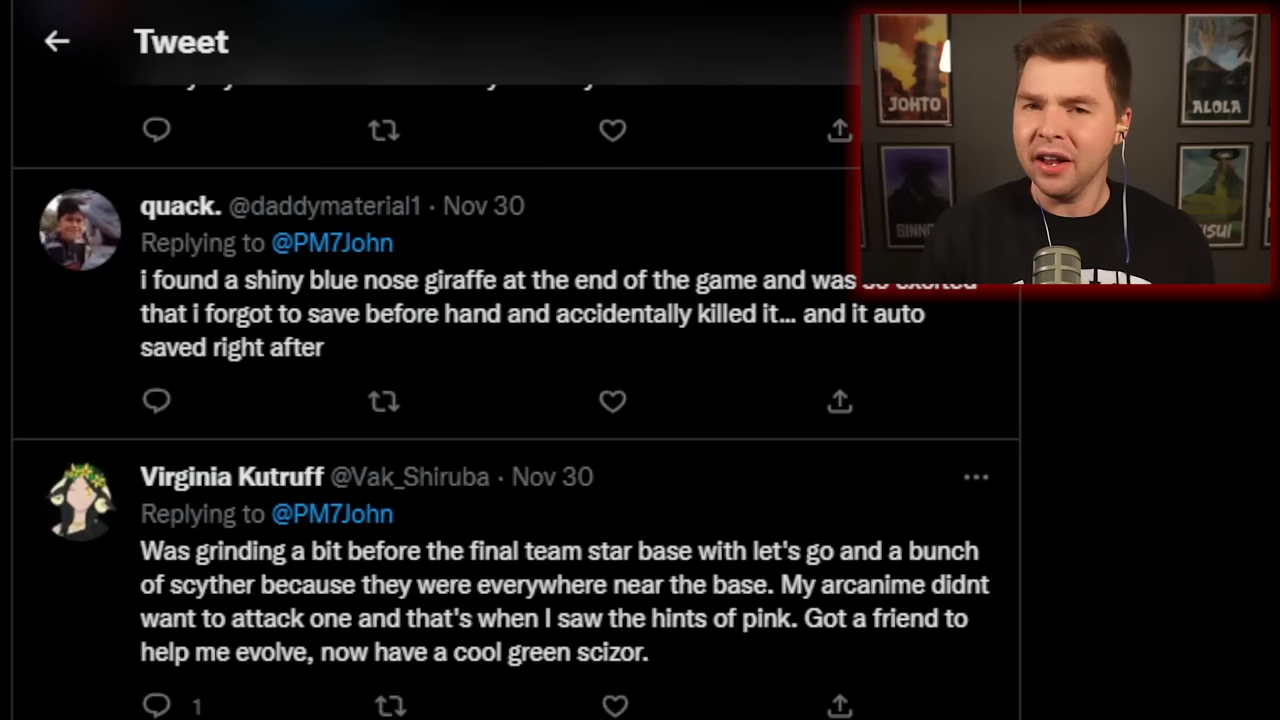 Tweet
JOHTO
ALOLA
quack. @daddymaterial1 · Nov 30
Replying to @PM7John
i found a shiny blue nose giraffe at the end of the game and was so excited
that i forgot to save before hand and accidentally killed it... and it auto
saved right after
Virginia Kutruff @Vak_Shiruba · Nov 30
Replying to @PM7John
Was grinding a bit before the final team star base with let's go and a bunch
of scyther because they were everywhere near the base. My arcanime didnt
want to attack one and that's when I saw the hints of pink. Got a friend to
help me evolve, now have a cool green scizor.
1